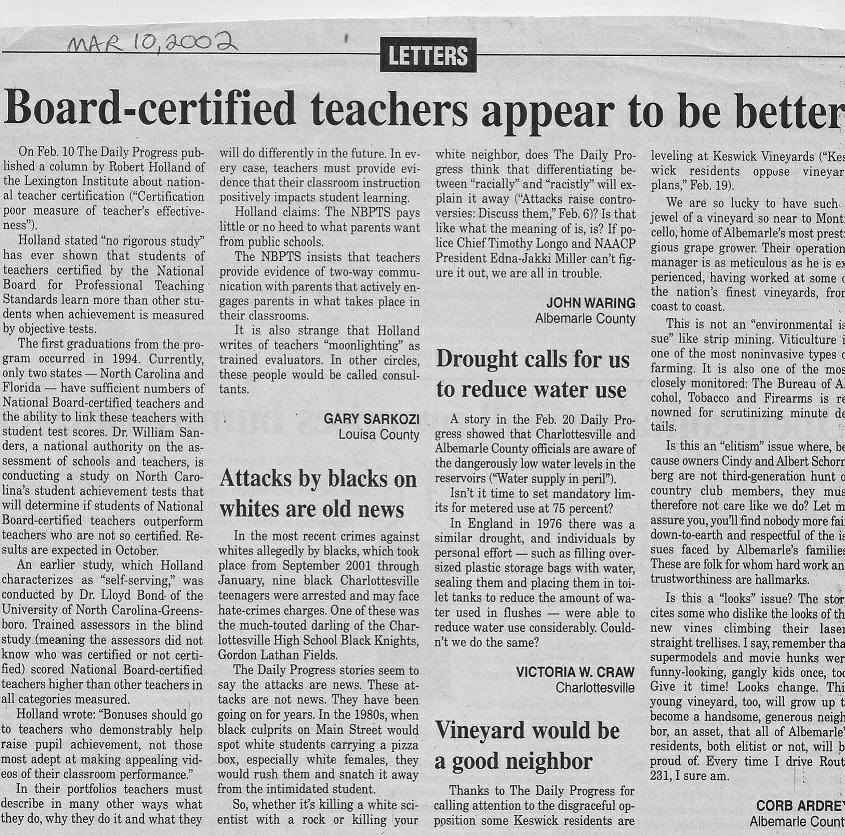 MAR 10, 2002
LETTERS
Board-certified teachers appear to be better
On Feb. 10 The Daily Progress pub-
lished a column by Robert Holland of
the Lexington Institute about nation-
al teacher certification ("Certification
poor measure of teacher's effective-
ness").
Holland stated "no rigorous study"
has ever shown that students of
teachers certified by the National
Board for Professional Teaching
Standards learn more than other stu-
dents when achievement is measured
by objective tests.
The first graduations from the pro-
gram occurred in 1994. Currently,
only two states — North Carolina and
Florida — have sufficient numbers of
National Board-certified teachers and
the ability to link these teachers with
student test scores. Dr. William San-
ders, a national authority on the as-
sessment of schools and teachers, is
conducting a study on North Caro-
lina's student achievement tests that
will determine if students of National
Board-certified teachers outperform
teachers who are not so certified. Re-
sults are expected in October.
An earlier study, which Holland
characterizes as "self-serving," was
conducted by Dr. Lloyd Bond of the
University of North Carolina-Greens-
boro. Trained assessors in the blind
study (meaning the assessors did not
know who was certified or not certi-
fied) scored National Board-certified
teachers higher than other teachers in
all categories measured.
Holland wrote: "Bonuses should go
to teachers who demonstrably help
raise pupil achievement, not those
most adept at making appealing vid-
eos of their classroom performance."
In their portfolios teachers must
describe in many other ways what
they do, why they do it and what they
will do differently in the future. In ev-
ery case, teachers must provide evi-
dence that their classroom instruction
positively impacts student learning.
Holland claims: The NBPTS pays
little or no heed to what parents want
from public schools.
The NBPTS insists that teachers
provide evidence of two-way commu-
nication with parents that actively en-
gages parents in what takes place in
their classrooms.
It is also strange that Holland
writes of teachers "moonlighting" as
trained evaluators. In other circles,
these people would be called consul-
tants.
GARY SARKOZI
Louisa County
Attacks by blacks on
whites are old news
In the most recent crimes against
whites allegedly by blacks, which took
place from September 2001 through
January, nine black Charlottesville
teenagers were arrested and may face
hate-crimes charges. One of these was
the much-touted darling of the Char-
lottesville High School Black Knights,
Gordon Lathan Fields.
The Daily Progress stories seem to
say the attacks are news. These at-
tacks are not news. They have been
going on for years. In the 1980s, when
black culprits on Main Street would
spot white students carrying a pizza
box, especially white females, they
would rush them and snatch it away
from the intimidated student.
So, whether it's killing a white sci-
entist with a rock or killing your
white neighbor, does The Daily Pro-
gress think that differentiating be-
tween "racially" and "racistly" will ex-
plain it away ("Attacks raise contro-
versies: Discuss them," Feb. 6)? Is that
like what the meaning of is, is? If po-
lice Chief Timothy Longo and NAACP
President Edna-Jakki Miller can't fig-
ure it out, we are all in trouble.
JOHN WARING
Albemarle County
Drought calls for us
to reduce water use
A story in the Feb. 20 Daily Pro-
gress showed that Charlottesville and
Albemarle County officials are aware of
the dangerously low water levels in the
reservoirs ("Water supply in peril").
Isn't it time to set mandatory lim-
its for metered use at 75 percent?
In England in 1976 there was a
similar drought, and individuals by
personal effort — such as filling over-
sized plastic storage bags with water,
sealing them and placing them in toi-
let tanks to reduce the amount of wa-
ter used in flushes — were able to
reduce water use considerably. Could-
n't we do the same?
VICTORIA W. CRAW
Charlottesville
Vineyard would be
a good neighbor
Thanks to The Daily Progress for
calling attention to the disgraceful op-
position some Keswick residents are
leveling at Keswick Vineyards ("Kes
wick residents oppose vineyar
plans," Feb. 19).
We are so lucky to have such
jewel of a vineyard so near to Mont
cello, home of Albemarle's most prest
gious grape grower. Their operation
manager is as meticulous as he is ex
perienced, having worked at some o
the nation's finest vineyards, from
coast to coast.
This is not an "environmental is
sue" like strip mining. Viticulture i
one of the most noninvasive types o
farming. It is also one of the mos
closely monitored: The Bureau of Al
cohol, Tobacco and Firearms is re
nowned for scrutinizing minute de
tails.
Is this an "elitism" issue where, be
cause owners Cindy and Albert Schorn
berg are not third-generation hunt o
country club members, they mus
therefore not care like we do? Let m
assure you, you'll find nobody more fai
down-to-earth and respectful of the is
sues faced by Albemarle's families
These are folk for whom hard work an
trustworthiness are hallmarks.
Is this a "looks" issue? The stor
cites some who dislike the looks of th
new vines climbing their laser
straight trellises. I say, remember tha
supermodels and movie hunks wer
funny-looking, gangly kids once, too
Give it time! Looks change. Thi
young vineyard, too, will grow up t
become a handsome, generous neigh
bor, an asset, that all of Albemarle'
residents, both elitist or not, will b
proud of. Every time I drive Rout
231, I sure am.
CORB ARDREY
Albemarle Count